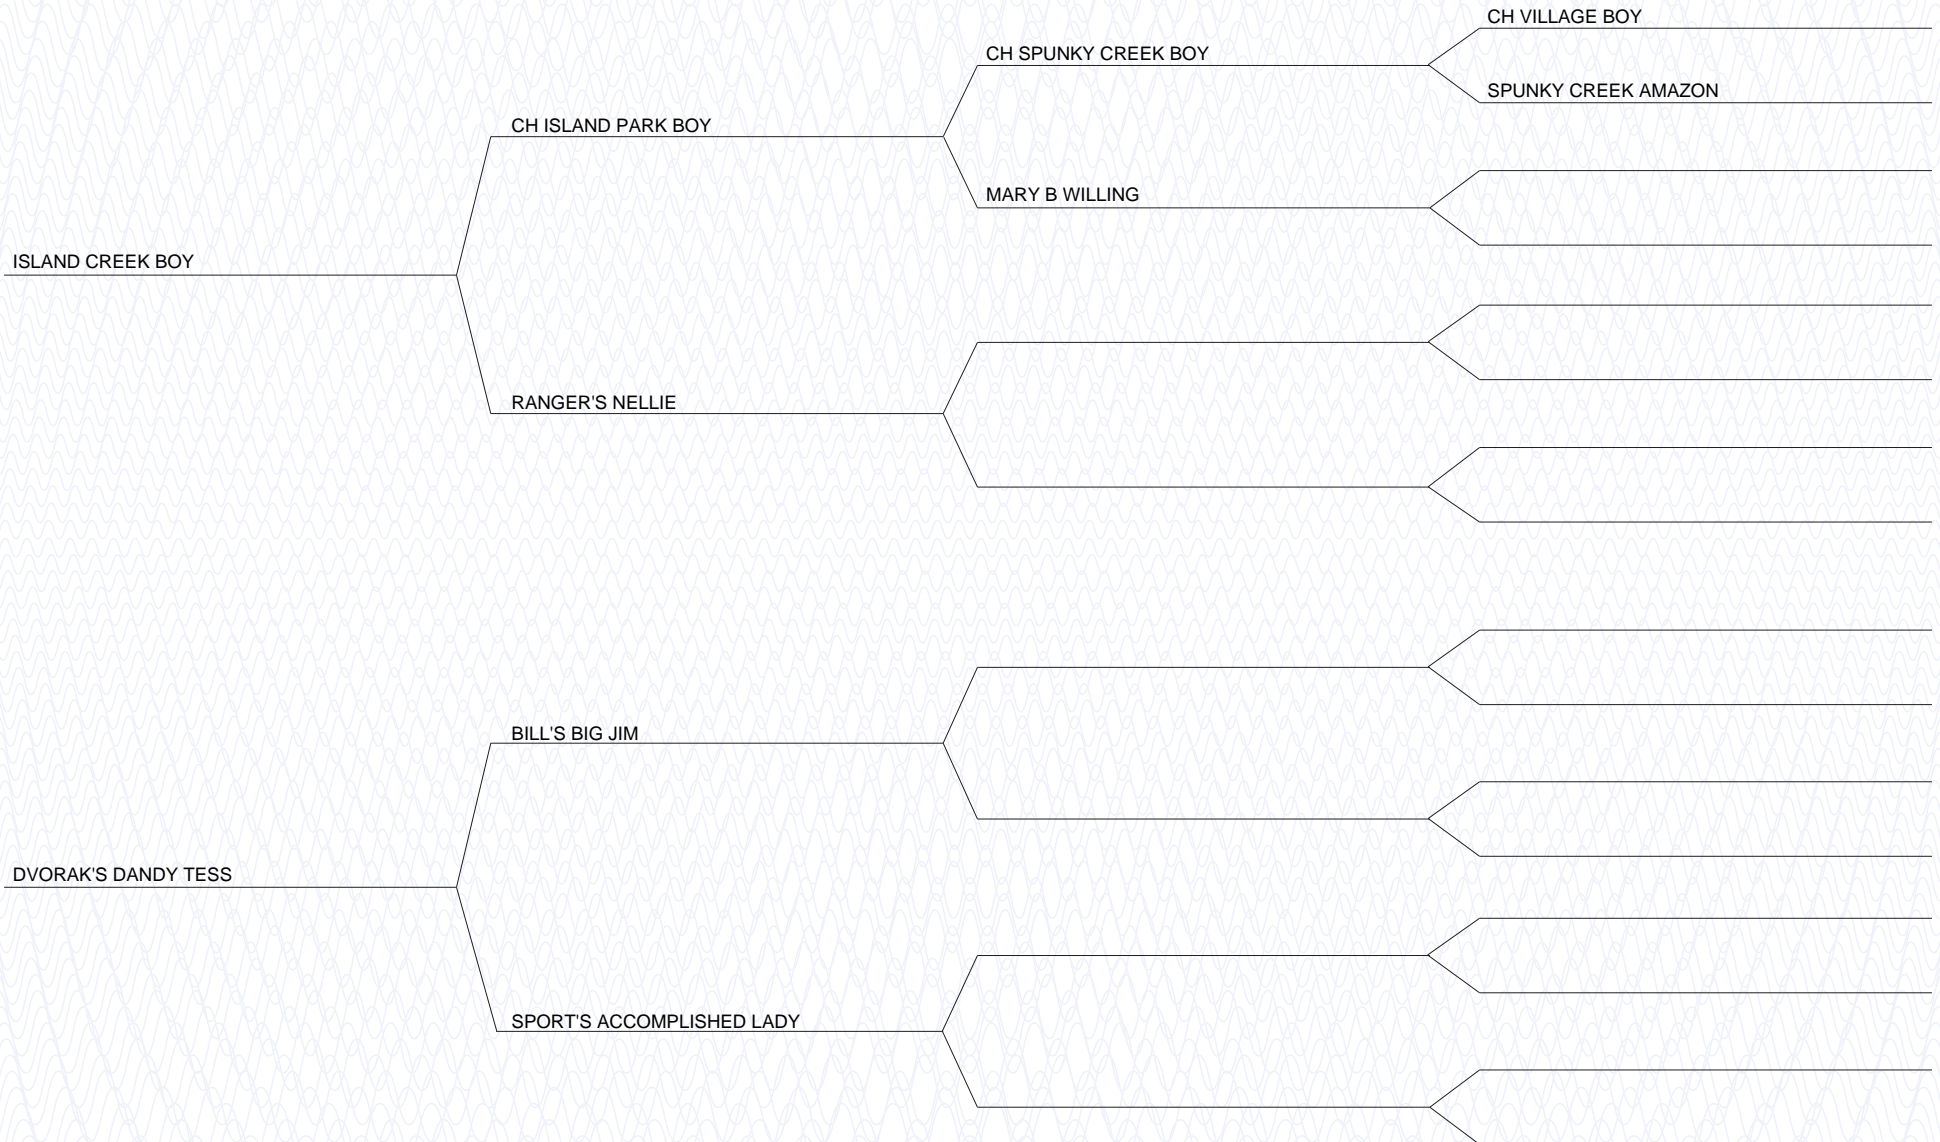 CH VILLAGE BOY
CH SPUNKY CREEK BOY
SPUNKY CREEK AMAZON
CH ISLAND PARK BOY
MARY B WILLING
ISLAND CREEK BOY
RANGER'S NELLIE
BILL'S BIG JIM
DVORAK'S DANDY TESS
SPORT'S ACCOMPLISHED LADY